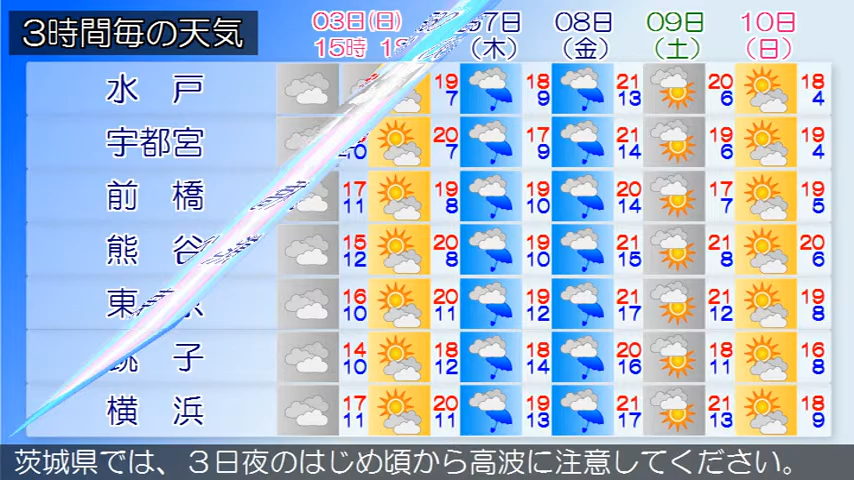 3時間毎の天気
03日(日) 07日 08日 09日 10日
15時 (木) (金) (土) (日)
水戸 19 7 18 9 21 13 20 6 18 4
宇都宮 20 7 17 9 21 14 19 6 19 4
前橋 17 11 19 8 19 10 20 14 17 7 19 5
熊谷 15 12 20 8 19 10 21 15 21 8 20 6
東 16 10 20 11 19 12 21 17 21 12 19 8
子 14 10 18 12 18 14 20 16 18 11 16 8
横浜 17 11 20 11 19 13 21 17 21 13 18 9
茨城県では、３日夜のはじめ頃から高波に注意してください。